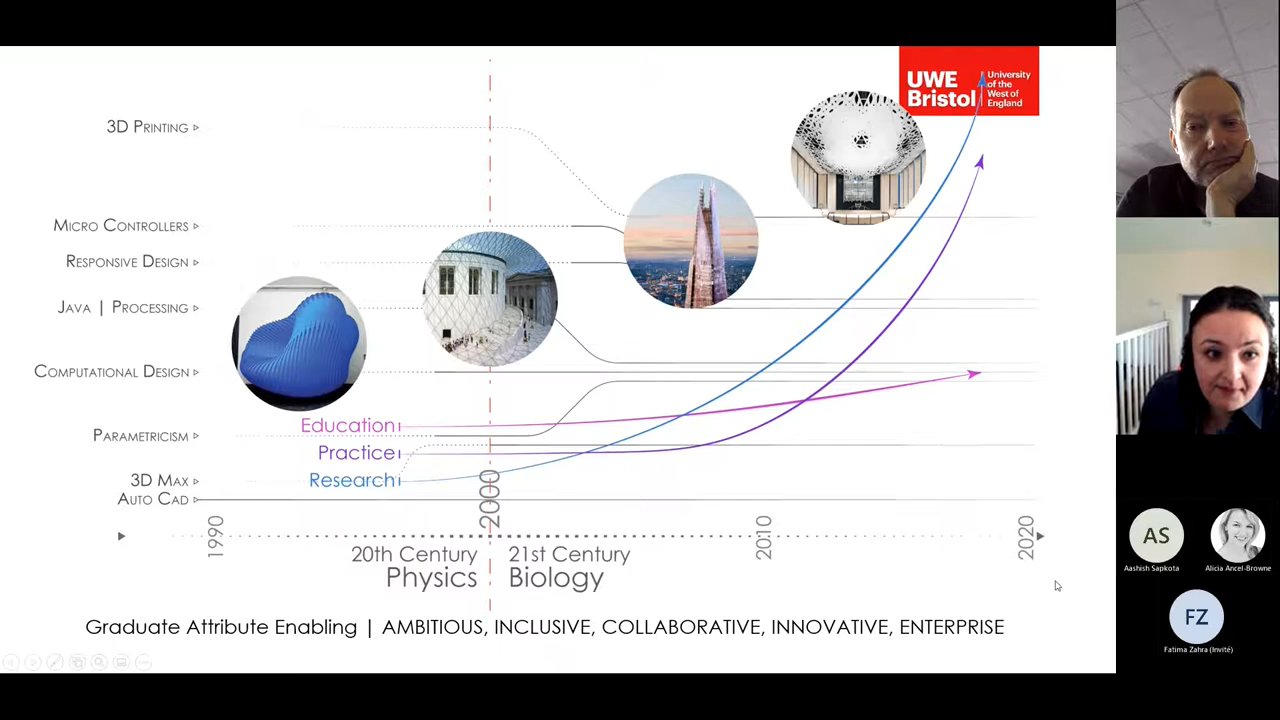 UWE
Bristol
University
of the
West of
England
3D Printing
Micro Controllers
Responsive Design
Java | Processing
Computational Design
Education
Parametricism
Practice
3D Max
Research
Auto Cad
1990
2000
2010
2020
20th Century
Physics
21st Century
Biology
Graduate Attribute Enabling | AMBITIOUS, INCLUSIVE, COLLABORATIVE, INNOVATIVE, ENTERPRISE
AS
Aashish Sapkota
Alicia Ancel-Browne
FZ
Fatima Zahra (Invité)